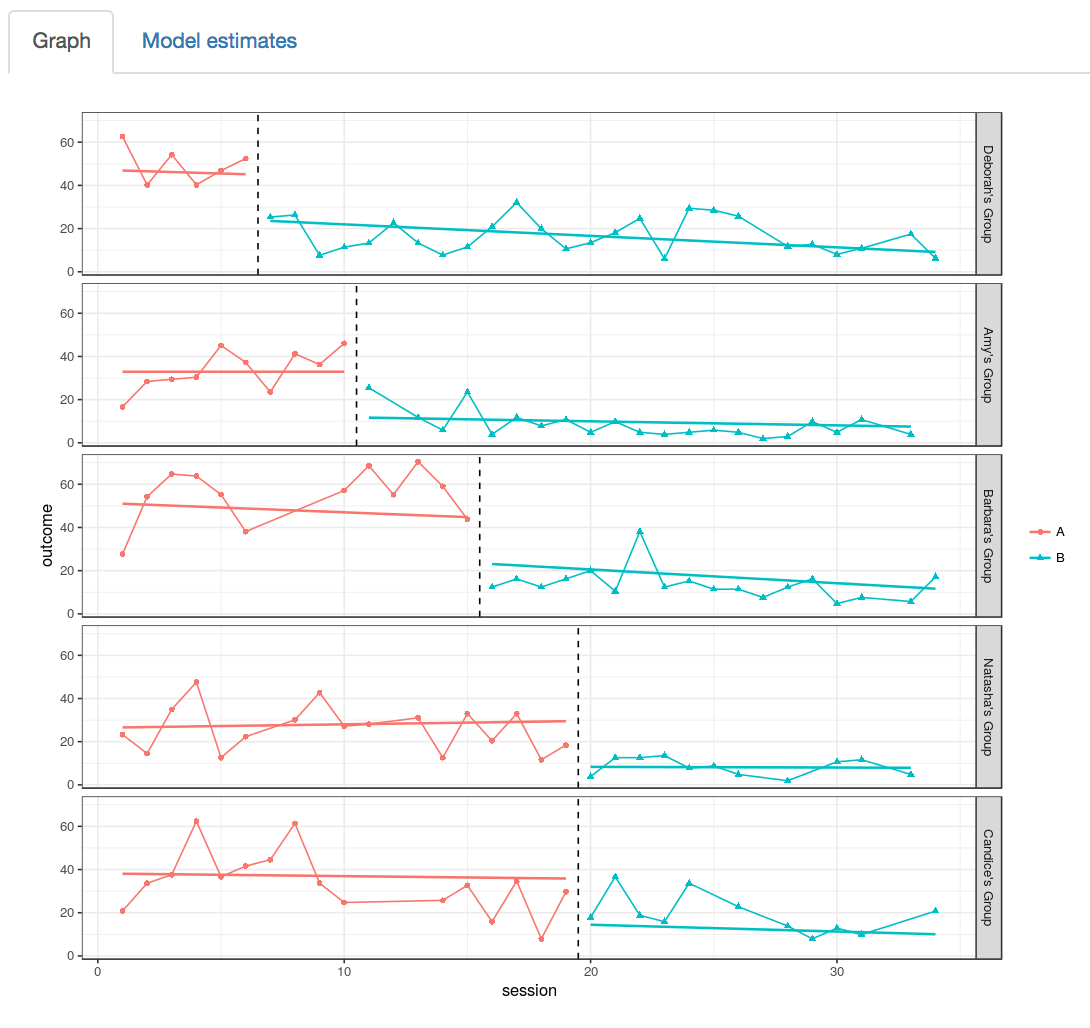 Graph Model estimates
60
40
20
0
Deborah's Group
60
40
20
0
Amy's Group
outcome
60
40
20
0
Barbara's Group
A
B
60
40
20
0
Natasha's Group
60
40
20
0
Candice's Group
0 10 20 30
session